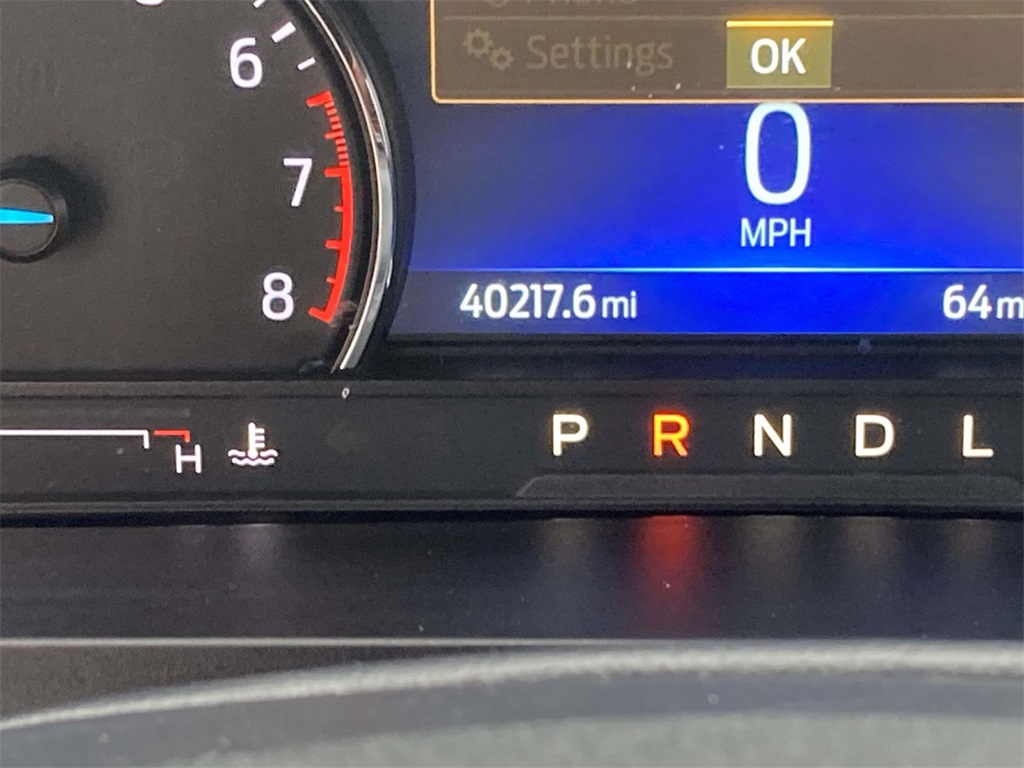 6
Settings
OK
7
0
MPH
8
40217.6 mi
64 m
H
P R N D L